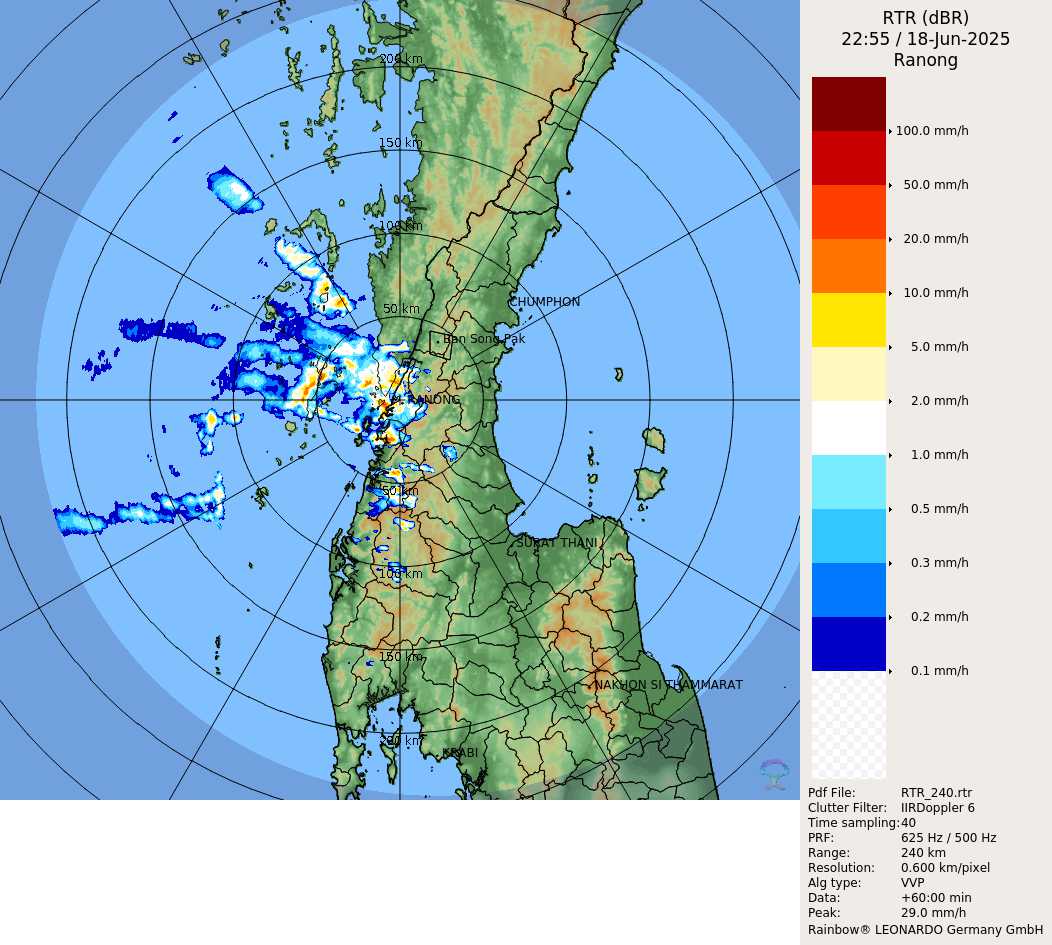 RTR (dBR)
22:55 / 18-Jun-2025
Ranong
200 km
150 km
100 km
50 km
CHUMPHON
Ban Song Pak
RANONG
50 km
SURAT THANI
100 km
150 km
NAKHON SI THAMMARAT
200 km
KRABI
100.0 mm/h
50.0 mm/h
20.0 mm/h
10.0 mm/h
5.0 mm/h
2.0 mm/h
1.0 mm/h
0.5 mm/h
0.3 mm/h
0.2 mm/h
0.1 mm/h
Pdf File: RTR_240.rtr
Clutter Filter: IIRDoppler 6
Time sampling:40
PRF: 625 Hz / 500 Hz
Range: 240 km
Resolution: 0.600 km/pixel
Alg type: VVP
Data: +60:00 min
Peak: 29.0 mm/h
Rainbow® LEONARDO Germany GmbH